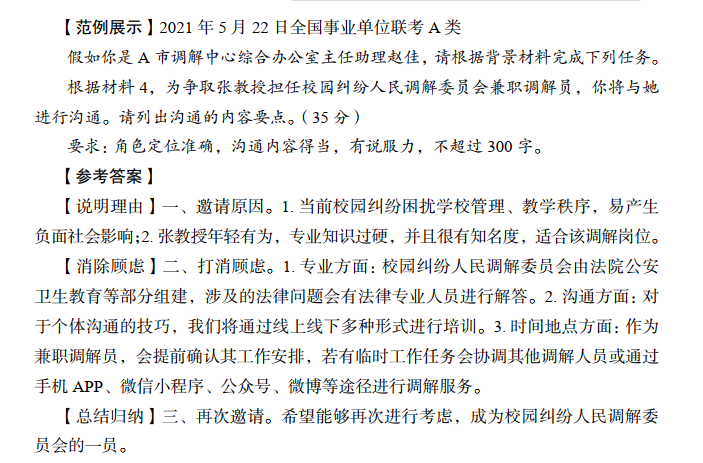 【范例展示】2021 年 5 月 22 日全国事业单位联考 A 类
假如你是 A 市调解中心综合办公室主任助理赵佳，请根据背景材料完成下列任务。
根据材料 4，为争取张教授担任校园纠纷人民调解委员会兼职调解员，你将与她
进行沟通。请列出沟通的内容要点。（35 分）
要求：角色定位准确，沟通内容得当，有说服力，不超过 300 字。
【参考答案】
【说明理由】一、邀请原因。1. 当前校园纠纷困扰学校管理、教学秩序，易产生
负面社会影响；2. 张教授年轻有为，专业知识过硬，并且很有知名度，适合该调解岗位。
【消除顾虑】二、打消顾虑。1. 专业方面：校园纠纷人民调解委员会由法院公安
卫生教育等部分组建，涉及的法律问题会有法律专业人员进行解答。2. 沟通方面：对
于个体沟通的技巧，我们将通过线上线下多种形式进行培训。3. 时间地点方面：作为
兼职调解员，会提前确认其工作安排，若有临时工作任务会协调其他调解人员或通过
手机 APP、微信小程序、公众号、微博等途径进行调解服务。
【总结归纳】三、再次邀请。希望能够再次进行考虑，成为校园纠纷人民调解委
员会的一员。